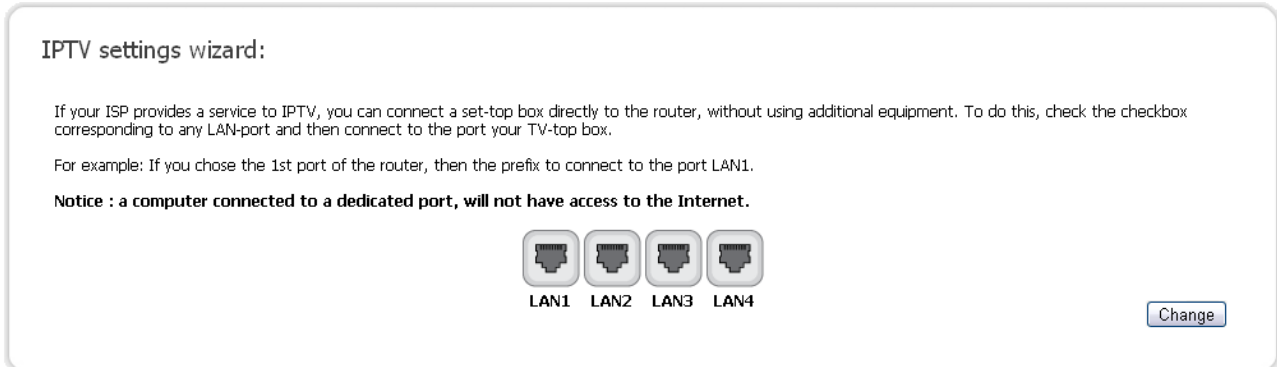 IPTV settings wizard:
If your ISP provides a service to IPTV, you can connect a set-top box directly to the router, without using additional equipment. To do this, check the checkbox
corresponding to any LAN-port and then connect to the port your TV-top box.
For example: If you chose the 1st port of the router, then the prefix to connect to the port LAN1.
Notice : a computer connected to a dedicated port, will not have access to the Internet.
LAN1 LAN2 LAN3 LAN4
Change